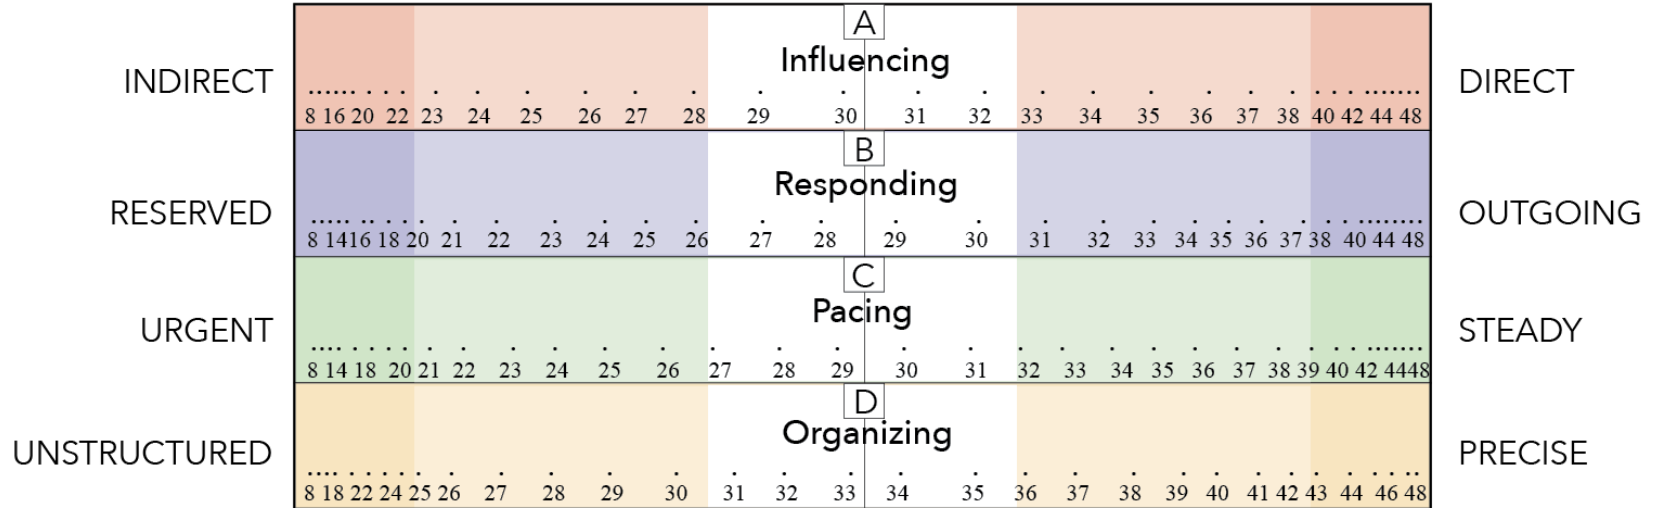 A
Influencing
INDIRECT DIRECT
8 16 20 22 23 24 25 26 27 28 29 30 31 32 33 34 35 36 37 38 40 42 44 48
B
Responding
RESERVED OUTGOING
8 14 16 18 20 21 22 23 24 25 26 27 28 29 30 31 32 33 34 35 36 37 38 40 44 48
C
Pacing
URGENT STEADY
8 14 18 20 21 22 23 24 25 26 27 28 29 30 31 32 33 34 35 36 37 38 39 40 42 44 48
D
Organizing
UNSTRUCTURED PRECISE
8 18 22 24 25 26 27 28 29 30 31 32 33 34 35 36 37 38 39 40 41 42 43 44 46 48